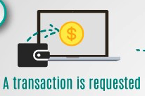 $
A transaction is requested